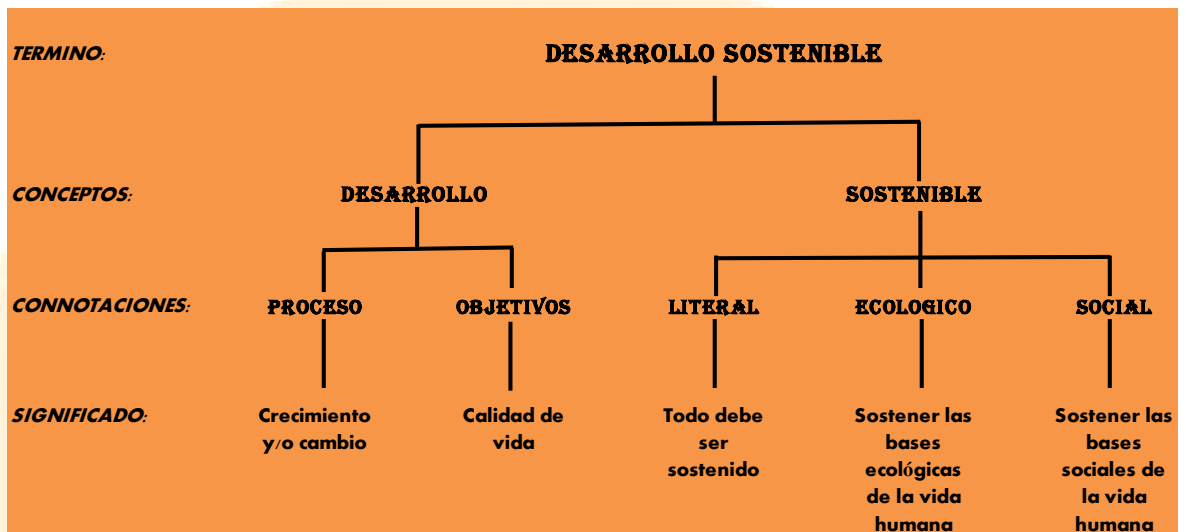 TERMINO: DESARROLLO SOSTENIBLE
CONCEPTOS: DESARROLLO SOSTENIBLE
CONNOTACIONES: PROCESO OBJETIVOS LITERAL ECOLOGICO SOCIAL
SIGNIFICADO: Crecimiento Calidad de Todo debe Sostener las Sostener las
y/o cambio vida ser bases bases
sostenido ecológicas sociales de
de la vida la vida
humana humana